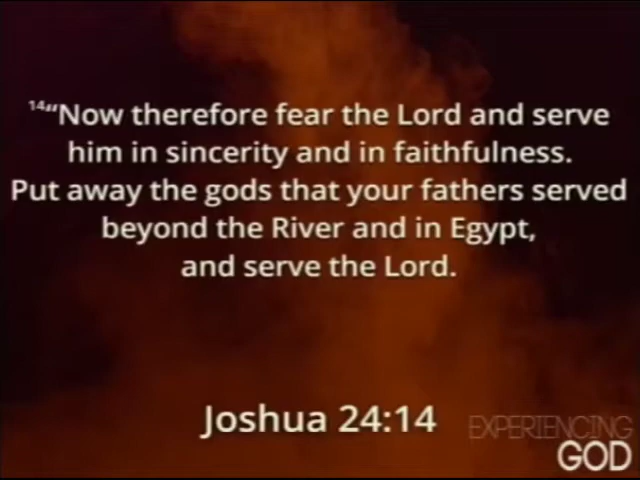 ¹⁴“Now therefore fear the Lord and serve
him in sincerity and in faithfulness.
Put away the gods that your fathers served
beyond the River and in Egypt,
and serve the Lord.
Joshua 24:14
EXPERIENCING
GOD